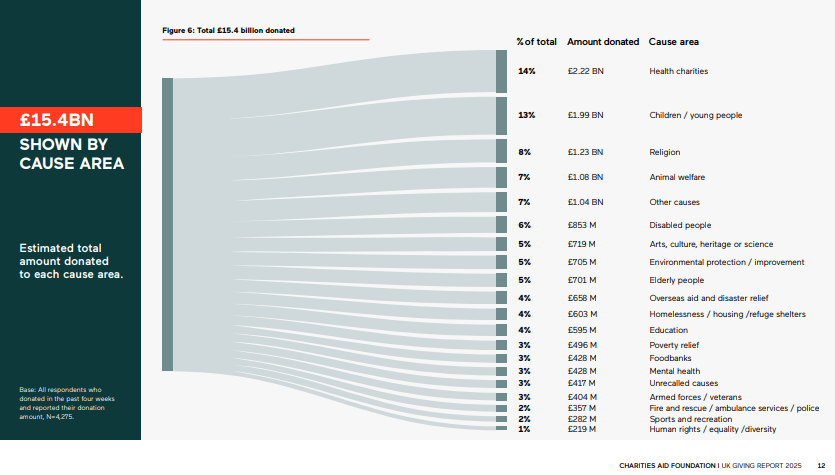 Figure 6: Total £15.4 billion donated
£15.4BN
SHOWN BY
CAUSE AREA
Estimated total
amount donated
to each cause area.
Base: All respondents who
donated in the past four weeks
and reported their donation
amount, N=4,275.
% of total Amount donated Cause area
14% £2.22 BN Health charities
13% £1.99 BN Children / young people
8% £1.23 BN Religion
7% £1.08 BN Animal welfare
7% £1.04 BN Other causes
6% £853 M Disabled people
5% £719 M Arts, culture, heritage or science
5% £705 M Environmental protection / improvement
5% £701 M Elderly people
4% £658 M Overseas aid and disaster relief
4% £603 M Homelessness / housing /refuge shelters
4% £595 M Education
3% £496 M Poverty relief
3% £428 M Foodbanks
3% £428 M Mental health
3% £417 M Unrecalled causes
3% £404 M Armed forces / veterans
2% £357 M Fire and rescue / ambulance services / police
2% £282 M Sports and recreation
1% £219 M Human rights / equality /diversity
CHARITIES AID FOUNDATION I UK GIVING REPORT 2025 12